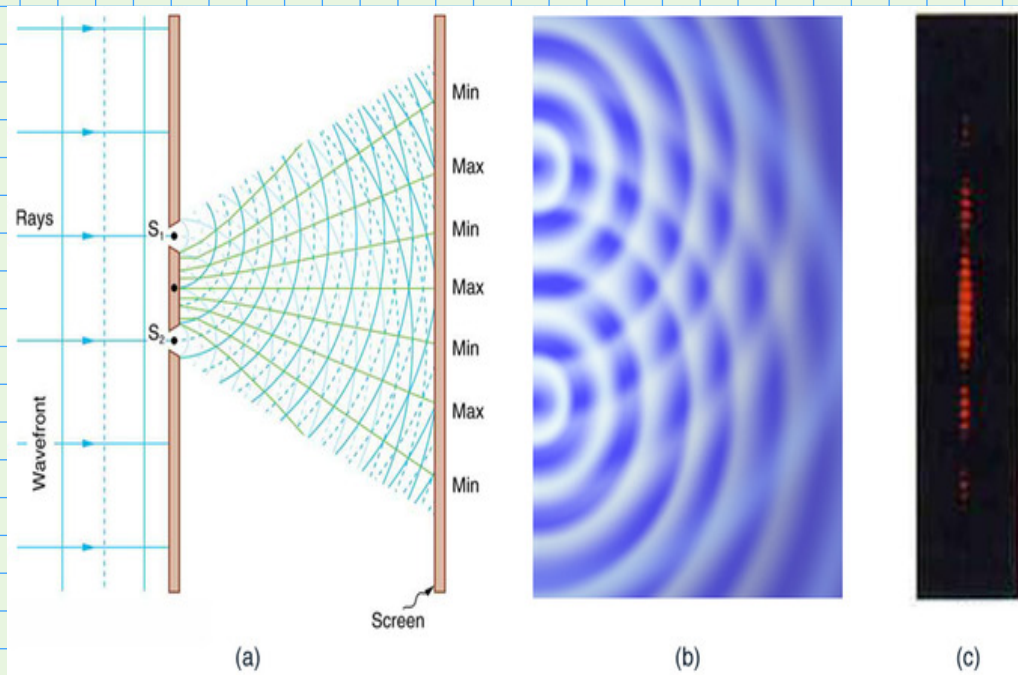 Min
Max
Rays
S1
Min
Max
S2
Min
Max
Wavefront
Min
Screen
(a)
(b)
(c)